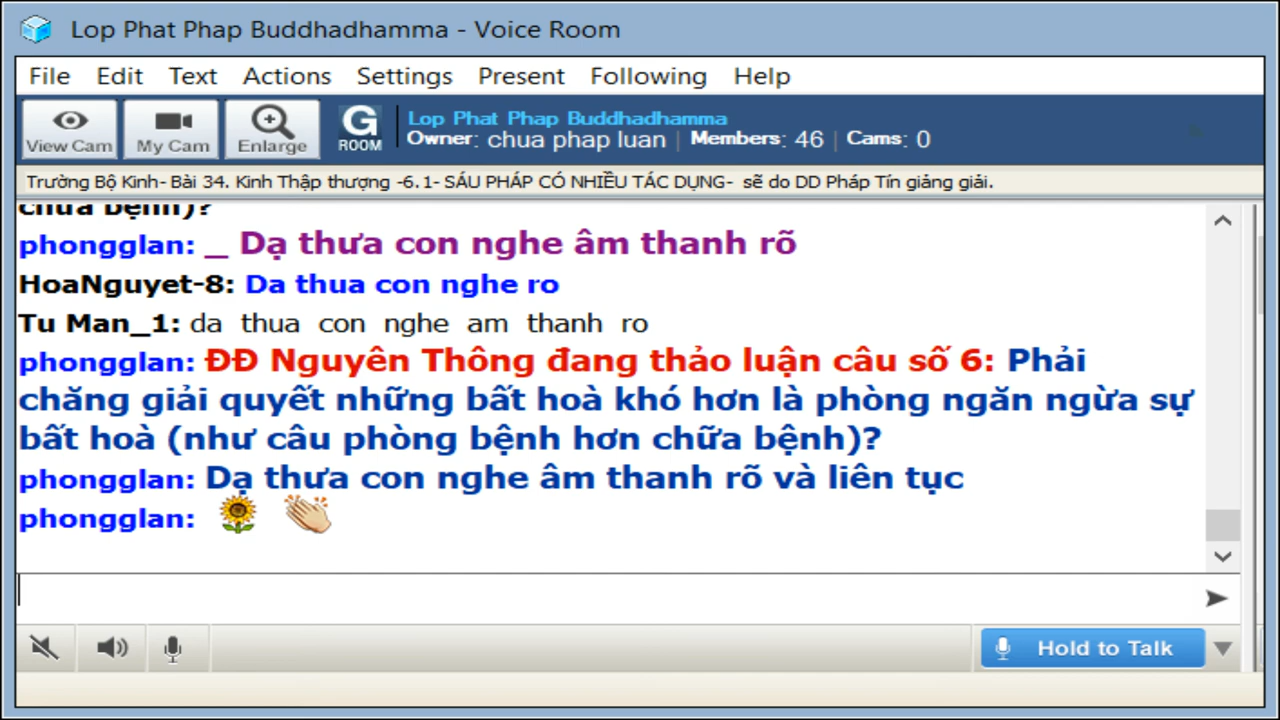 Lop Phat Phap Buddhadhamma - Voice Room
File Edit Text Actions Settings Present Following Help
View Cam My Cam Enlarge G ROOM
Lop Phat Phap Buddhadhamma
Owner: chua phap luan | Members: 46 | Cams: 0
Trường Bộ Kinh- Bài 34. Kinh Thập thượng -6.1- SÁU PHÁP CÓ NHIỀU TÁC DỤNG- sẽ do DD Pháp Tín giảng giải.
chữa bệnh)?
phongglan: _ Dạ thưa con nghe âm thanh rõ
HoaNguyet-8: Da thua con nghe ro
Tu Man_1: da thua con nghe am thanh ro
phongglan: ĐĐ Nguyên Thông đang thảo luận câu số 6: Phải
chăng giải quyết những bất hoà khó hơn là phòng ngăn ngừa sự
bất hoà (như câu phòng bệnh hơn chữa bệnh)?
phongglan: Dạ thưa con nghe âm thanh rõ và liên tục
phongglan:
Hold to Talk